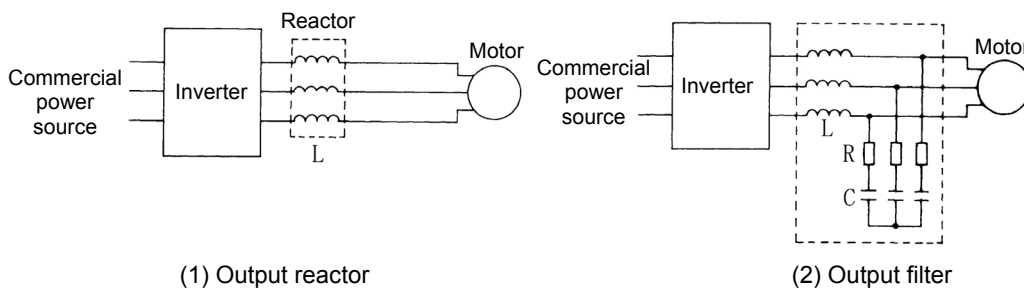 Reactor
Commercial
power
source
Inverter
Motor
L
(1) Output reactor
Commercial
power
source
Inverter
Motor
L
R
C
(2) Output filter